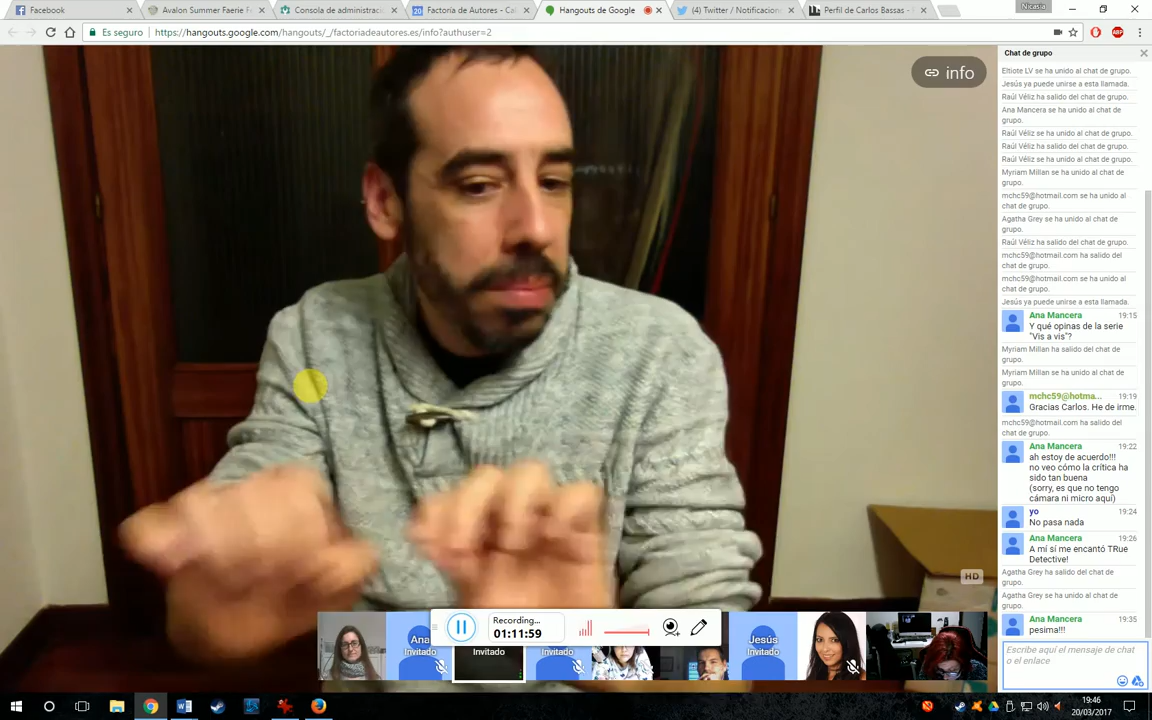 Nicasia
Facebook
Avalon Summer Faerie F
Consola de administraci
Factoría de Autores - Cal
Hangouts de Google
(4) Twitter / Notificacion
Perfil de Carlos Bassas -
Es seguro
https://hangouts.google.com/hangouts/_/factoriadeautores.es/info?authuser=2
info
Chat de grupo
Eltiote LV se ha unido al chat de grupo.
Jesús ya puede unirse a esta llamada.
Raúl Véliz ha salido del chat de grupo.
Ana Mancera se ha unido al chat de
grupo.
Raúl Véliz se ha unido al chat de grupo.
Raúl Véliz ha salido del chat de grupo.
Raúl Véliz se ha unido al chat de grupo.
Myriam Millan se ha unido al chat de
grupo.
mchc59@hotmail.com se ha unido al
chat de grupo.
Agatha Grey se ha unido al chat de
grupo.
Raúl Véliz ha salido del chat de grupo.
mchc59@hotmail.com ha salido del
chat de grupo.
mchc59@hotmail.com se ha unido al
chat de grupo.
Jesús ya puede unirse a esta llamada.
Ana Mancera 19:15
Y qué opinas de la serie
"Vis a vis"?
Myriam Millan ha salido del chat de
grupo.
Myriam Millan se ha unido al chat de
grupo.
mchc59@hotma... 19:19
Gracias Carlos. He de irme.
mchc59@hotmail.com ha salido del
chat de grupo.
Ana Mancera 19:22
ah estoy de acuerdo!!!
no veo cómo la crítica ha
sido tan buena
(sorry, es que no tengo
cámara ni micro aquí)
yo 19:24
No pasa nada
Ana Mancera 19:26
A mí sí me encantó TRue
Detective!
Agatha Grey ha salido del chat de
grupo.
Agatha Grey se ha unido al chat de
grupo.
Ana Mancera 19:35
pesima!!!
Escribe aquí el mensaje de chat
o el enlace
HD
Recording...
01:11:59
Ana
Invitado
Invitado
Invitado
Jesús
Invitado
19:46
20/03/2017